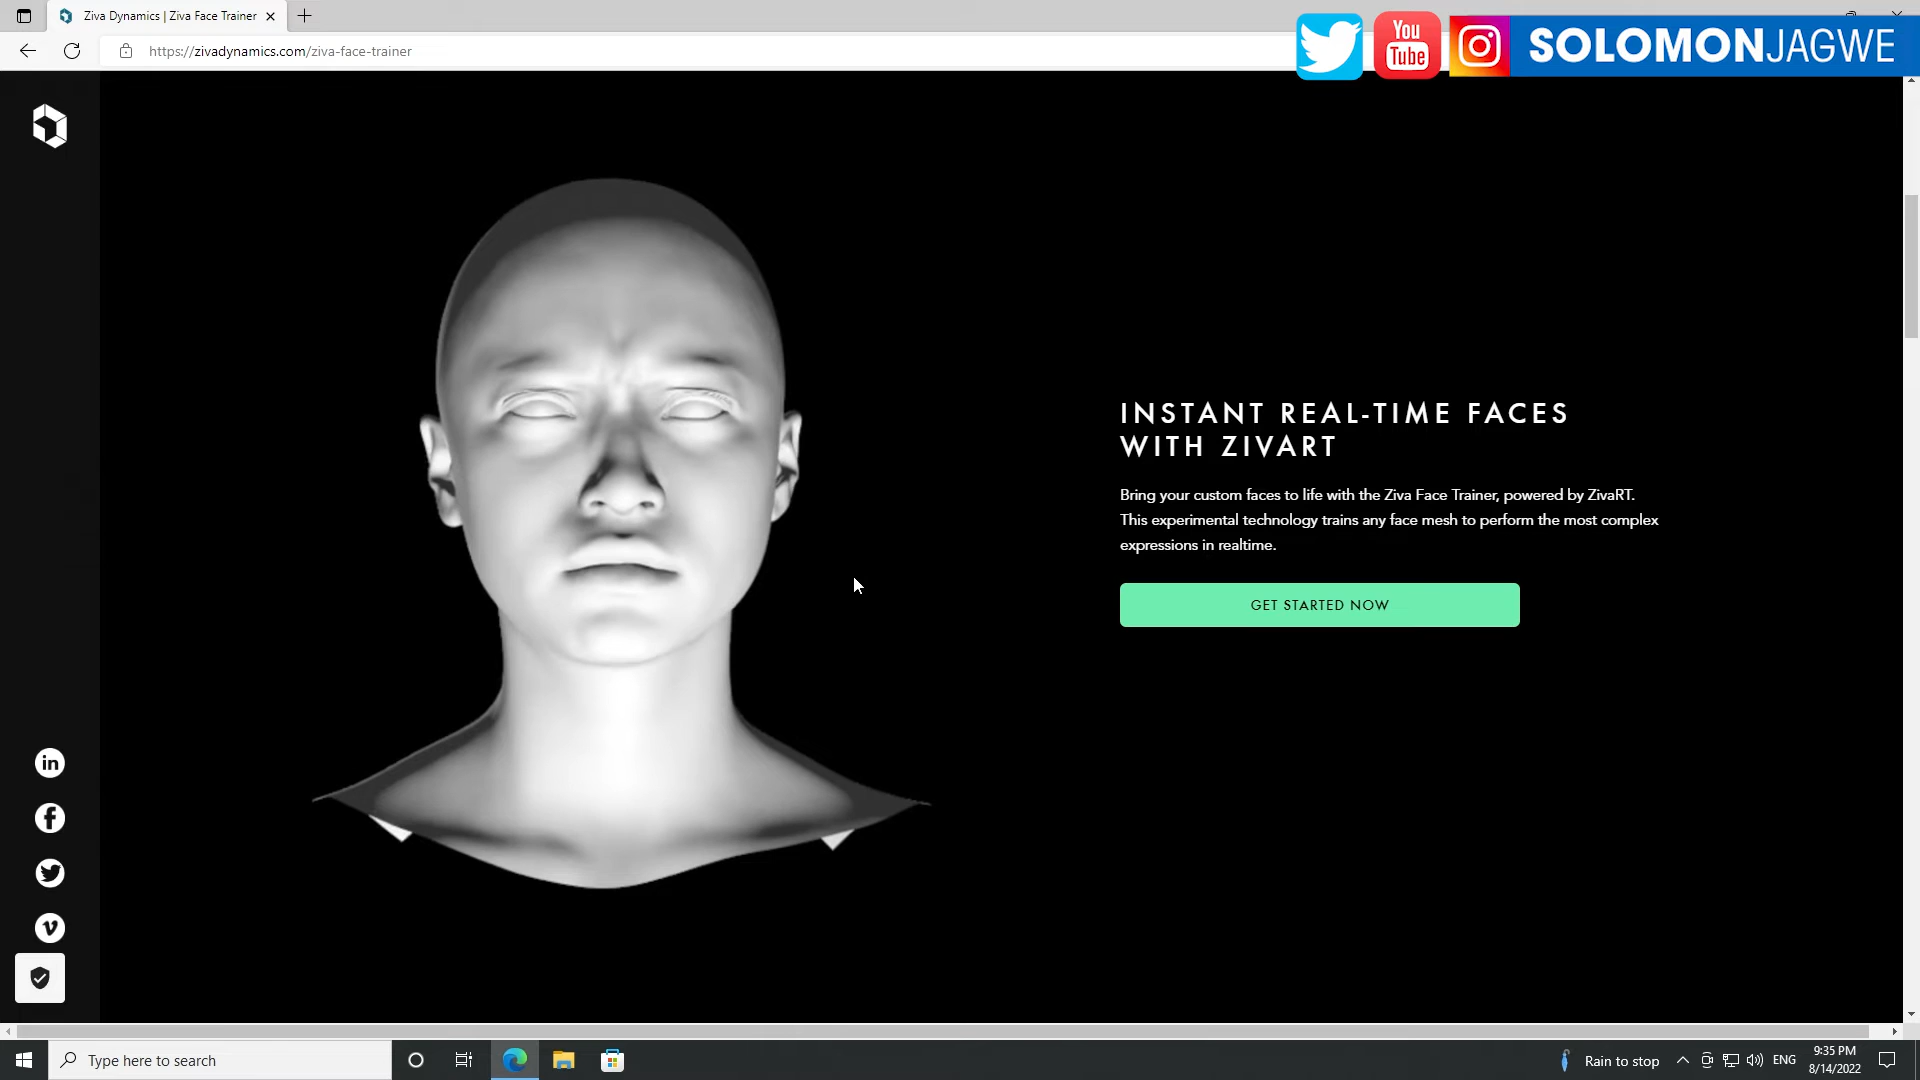 Ziva Dynamics | Ziva Face Trainer
https://zivadynamics.com/ziva-face-trainer
You
Tube
SOLOMONJAGWE
INSTANT REAL-TIME FACES
WITH ZIVART
Bring your custom faces to life with the Ziva Face Trainer, powered by ZivaRT.
This experimental technology trains any face mesh to perform the most complex
expressions in realtime.
GET STARTED NOW
in
f
v
Type here to search
Rain to stop
ENG
9:35 PM
8/14/2022